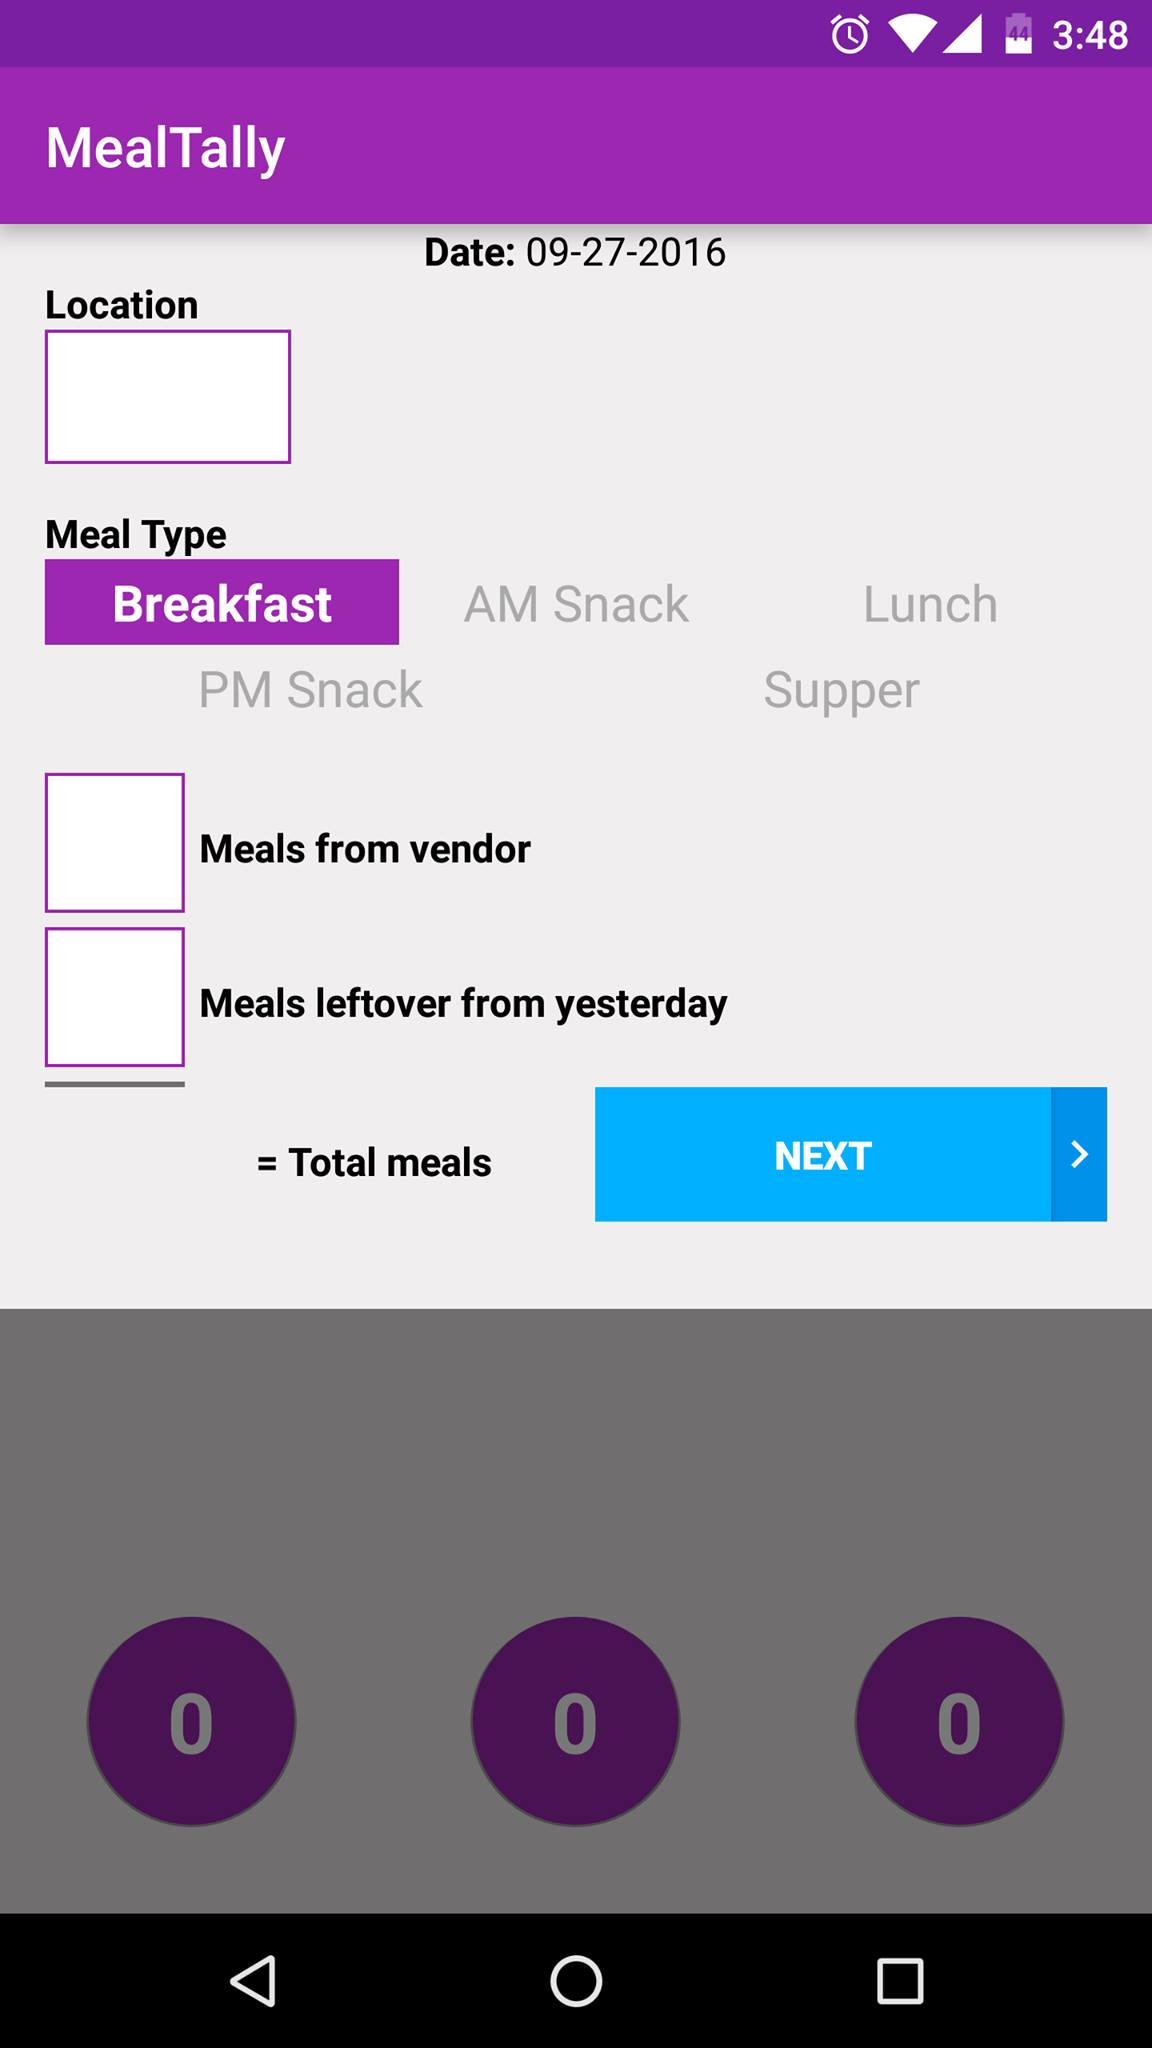 44 3:48
MealTally
Date: 09-27-2016
Location
Meal Type
Breakfast AM Snack Lunch
PM Snack Supper
Meals from vendor
Meals leftover from yesterday
= Total meals NEXT
0 0 0